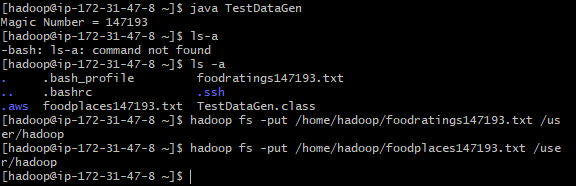 [hadoop@ip-172-31-47-8 ~]$ java TestDataGen
Magic Number = 147193
[hadoop@ip-172-31-47-8 ~]$ ls-a
-bash: ls-a: command not found
[hadoop@ip-172-31-47-8 ~]$ ls -a
.     .bash_profile         foodratings147193.txt
..    .bashrc               .ssh
.aws  foodplaces147193.txt  TestDataGen.class
[hadoop@ip-172-31-47-8 ~]$ hadoop fs -put /home/hadoop/foodratings147193.txt /us
er/hadoop
[hadoop@ip-172-31-47-8 ~]$ hadoop fs -put /home/hadoop/foodplaces147193.txt /use
r/hadoop
[hadoop@ip-172-31-47-8 ~]$